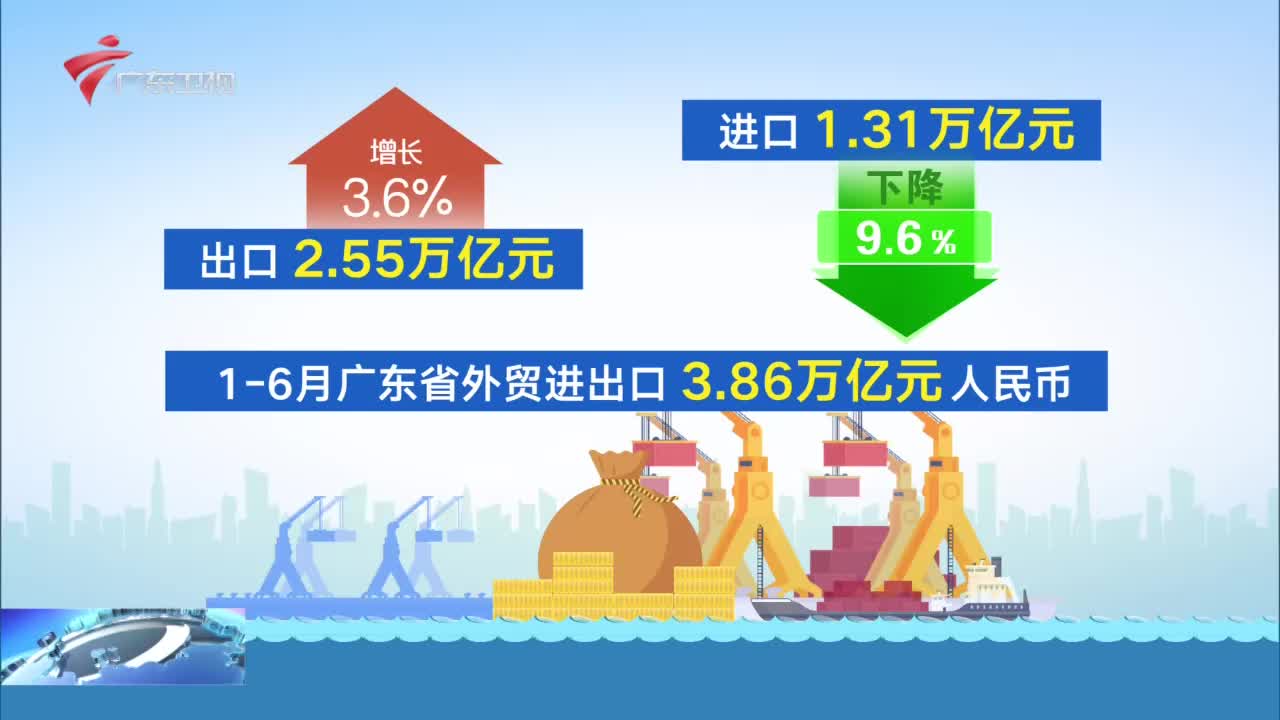 广东卫视
增长
3.6%
出口 2.55万亿元
进口 1.31万亿元
下降
9.6%
1-6月广东省外贸进出口 3.86万亿元 人民币